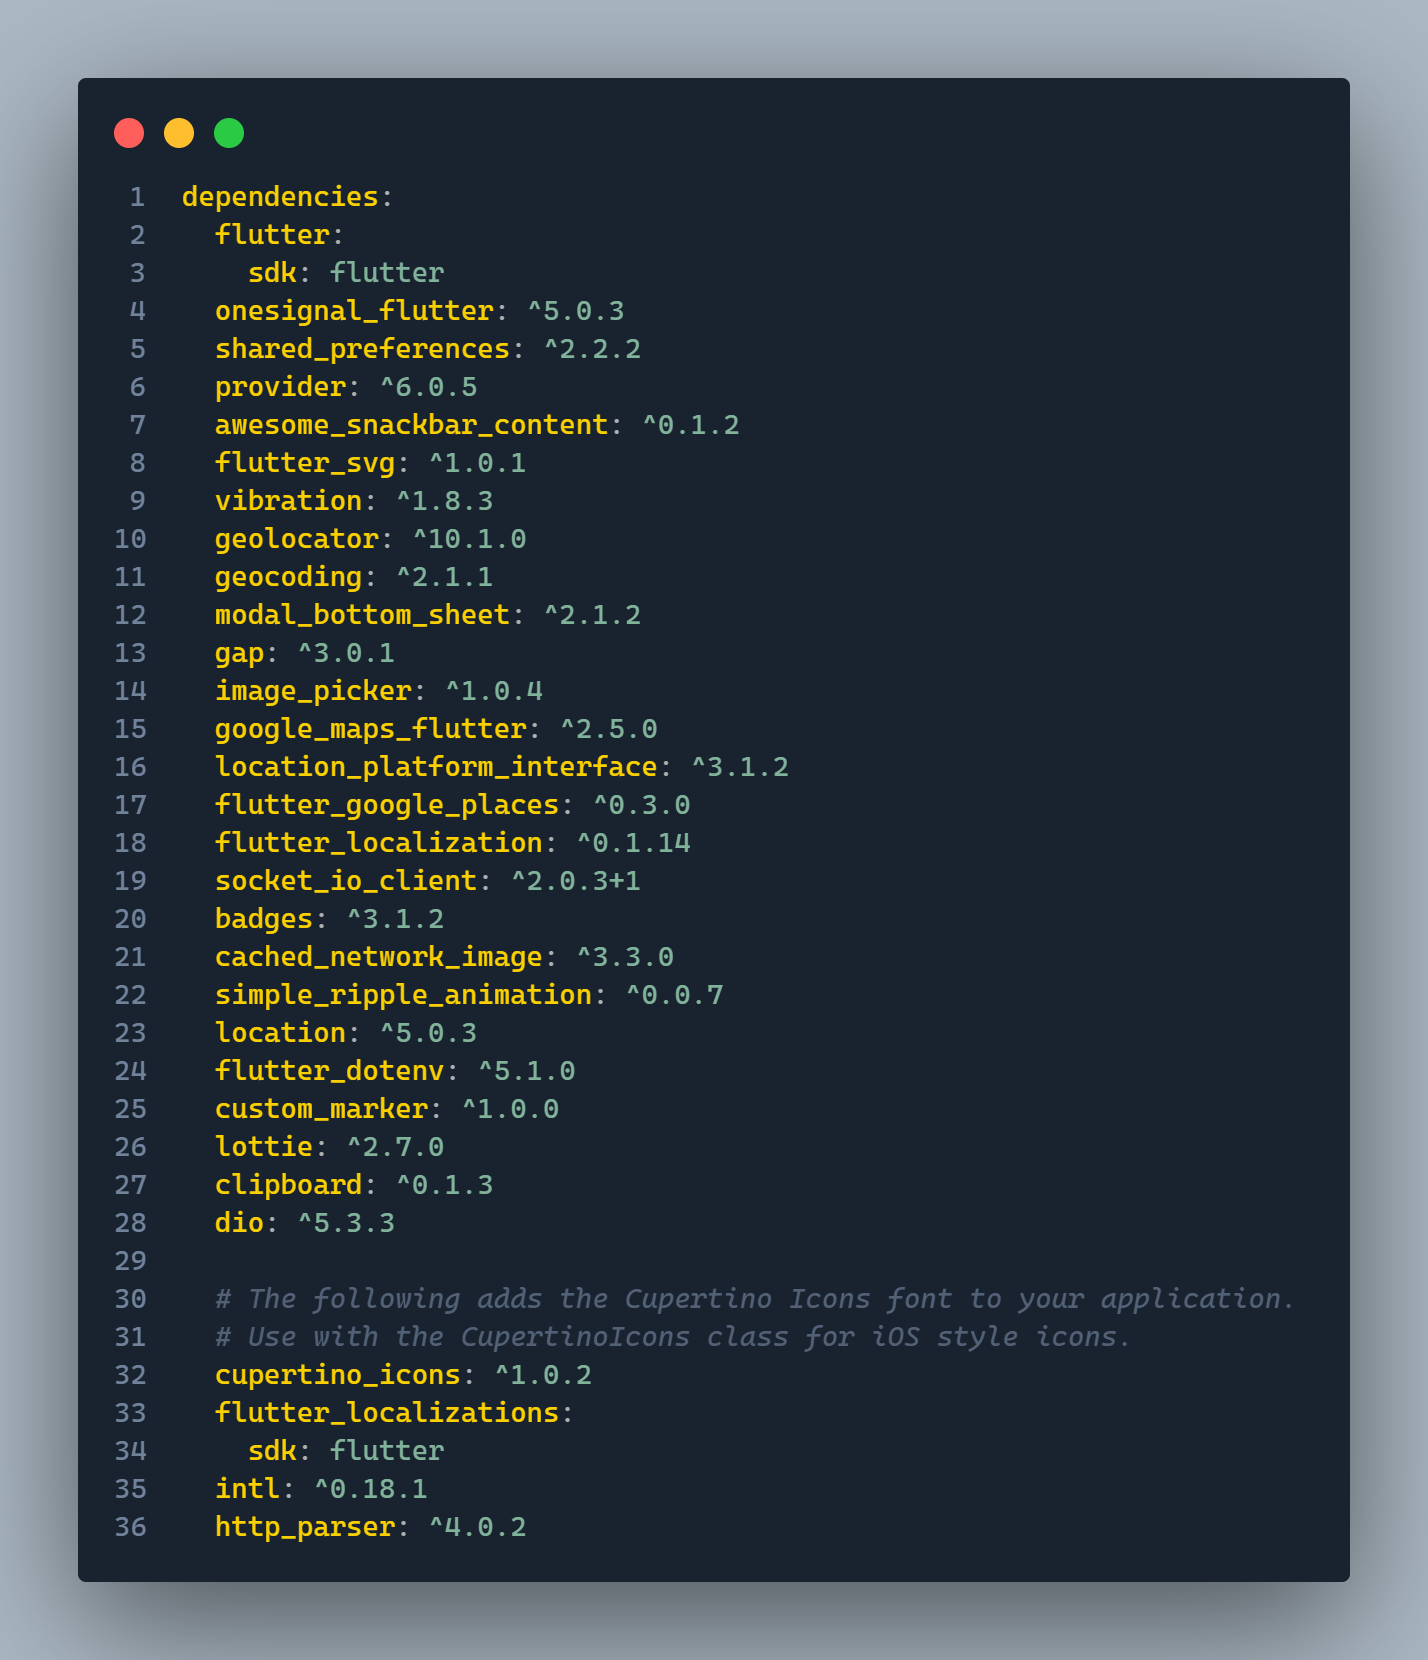 1 dependencies:
2   flutter:
3     sdk: flutter
4   onesignal_flutter: ^5.0.3
5   shared_preferences: ^2.2.2
6   provider: ^6.0.5
7   awesome_snackbar_content: ^0.1.2
8   flutter_svg: ^1.0.1
9   vibration: ^1.8.3
10   geolocator: ^10.1.0
11   geocoding: ^2.1.1
12   modal_bottom_sheet: ^2.1.2
13   gap: ^3.0.1
14   image_picker: ^1.0.4
15   google_maps_flutter: ^2.5.0
16   location_platform_interface: ^3.1.2
17   flutter_google_places: ^0.3.0
18   flutter_localization: ^0.1.14
19   socket_io_client: ^2.0.3+1
20   badges: ^3.1.2
21   cached_network_image: ^3.3.0
22   simple_ripple_animation: ^0.0.7
23   location: ^5.0.3
24   flutter_dotenv: ^5.1.0
25   custom_marker: ^1.0.0
26   lottie: ^2.7.0
27   clipboard: ^0.1.3
28   dio: ^5.3.3
29
30   # The following adds the Cupertino Icons font to your application.
31   # Use with the CupertinoIcons class for iOS style icons.
32   cupertino_icons: ^1.0.2
33   flutter_localizations:
34     sdk: flutter
35   intl: ^0.18.1
36   http_parser: ^4.0.2